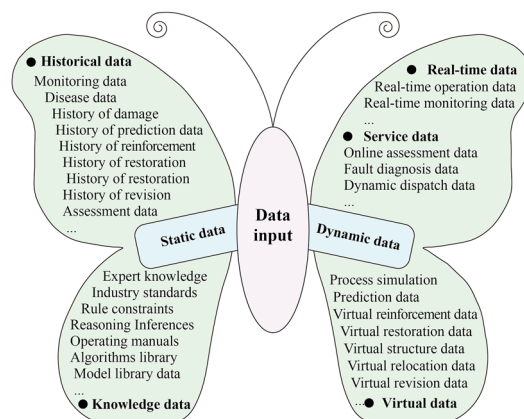 ● Historical data
Monitoring data
Disease data
History of damage
History of prediction data
History of reinforcement
History of restoration
History of restoration
History of revision
Assessment data
...
● Real-time data
Real-time operation data
Real-time monitoring data
...
● Service data
Online assessment data
Fault diagnosis data
Dynamic dispatch data
...
Static data
Data
input
Dynamic data
Expert knowledge
Industry standards
Rule constraints
Reasoning Inferences
Operating manuals
Algorithms library
Model library data
...
● Knowledge data
Process simulation
Prediction data
Virtual reinforcement data
Virtual restoration data
Virtual structure data
Virtual relocation data
Virtual revision data
...
● Virtual data